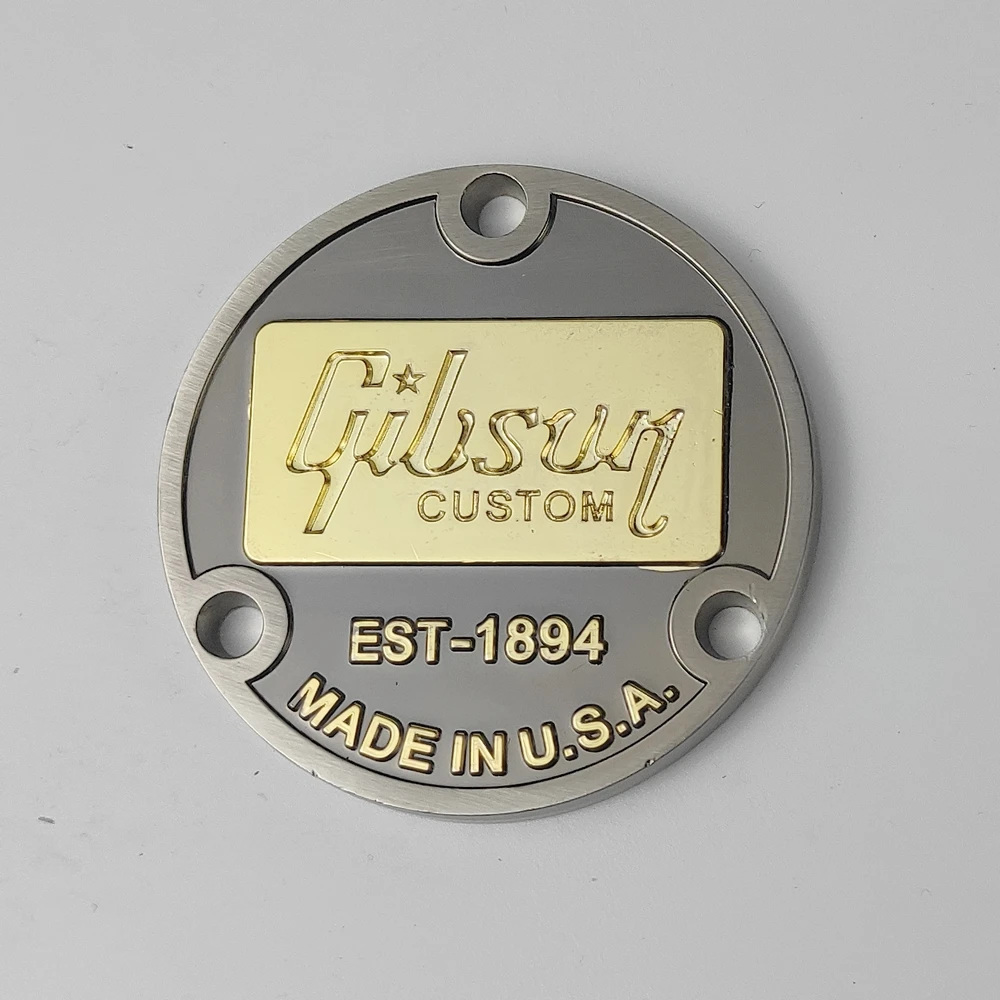 Gibson
CUSTOM
EST-1894
MADE IN U.S.A.